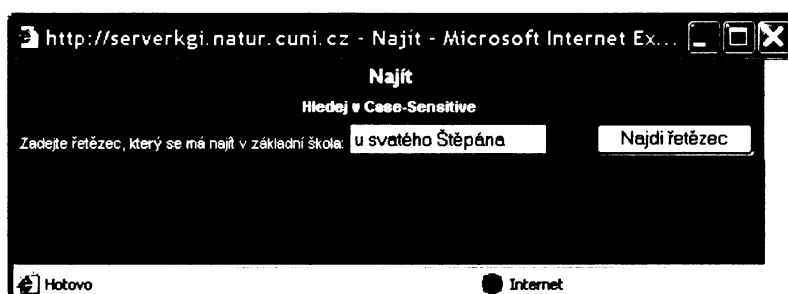 http://serverkgi.natur.cuni.cz - Najít - Microsoft Internet Ex...
Najít
Hledej v Case-Sensitive
Zadejte řetězec, který se má najít v základní škola: u svatého Štěpána Najdi řetězec
Hotovo Internet